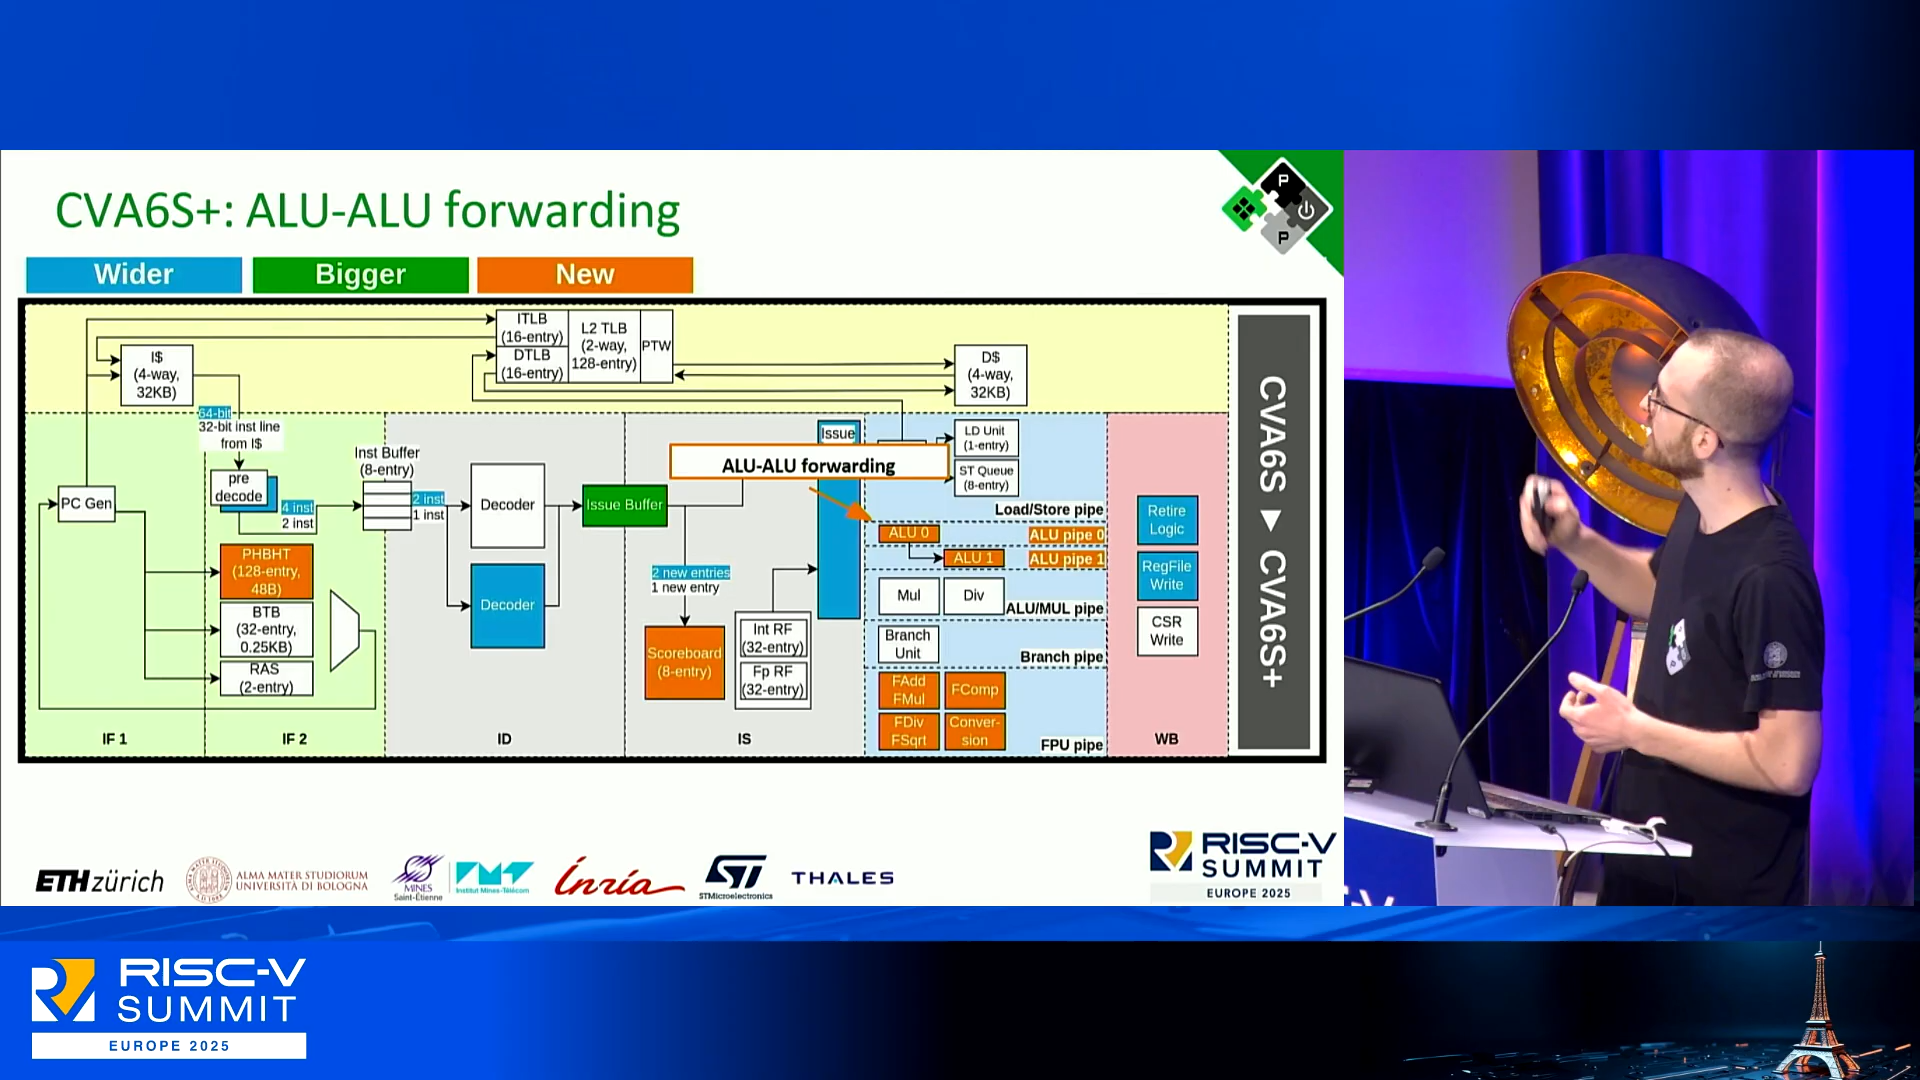 CVA6S+: ALU-ALU forwarding
P
P
Wider
Bigger
New
ITLB
(16-entry)
DTLB
(16-entry)
L2 TLB
(2-way,
128-entry)
PTW
I$
(4-way,
32KB)
D$
(4-way,
32KB)
64-bit
32-bit inst line
from I$
PC Gen
pre
decode
4 inst
2 inst
PHBHT
(128-entry,
48B)
BTB
(32-entry,
0.25KB)
RAS
(2-entry)
IF 1
IF 2
Inst Buffer
(8-entry)
2 inst
1 inst
Decoder
Decoder
ID
Issue Buffer
2 new entries
1 new entry
Scoreboard
(8-entry)
Int RF
(32-entry)
Fp RF
(32-entry)
IS
Issue
ALU-ALU forwarding
LD Unit
(1-entry)
ST Queue
(8-entry)
Load/Store pipe
ALU 0
ALU pipe 0
ALU 1
ALU pipe 1
Mul
Div
ALU/MUL pipe
Branch
Unit
Branch pipe
FAdd
FMul
FComp
FDiv
FSqrt
Conver-
sion
FPU pipe
Retire
Logic
RegFile
Write
CSR
Write
WB
CVA6S ▶ CVA6S+
ETH zürich
ALMA MATER STUDIORUM
UNIVERSITÀ DI BOLOGNA
MINES
Saint-Étienne
IMT
Institut Mines-Télécom
Inria
ST
STMicroelectronics
THALES
RISC-V
SUMMIT
EUROPE 2025
RISC-V
SUMMIT
EUROPE 2025